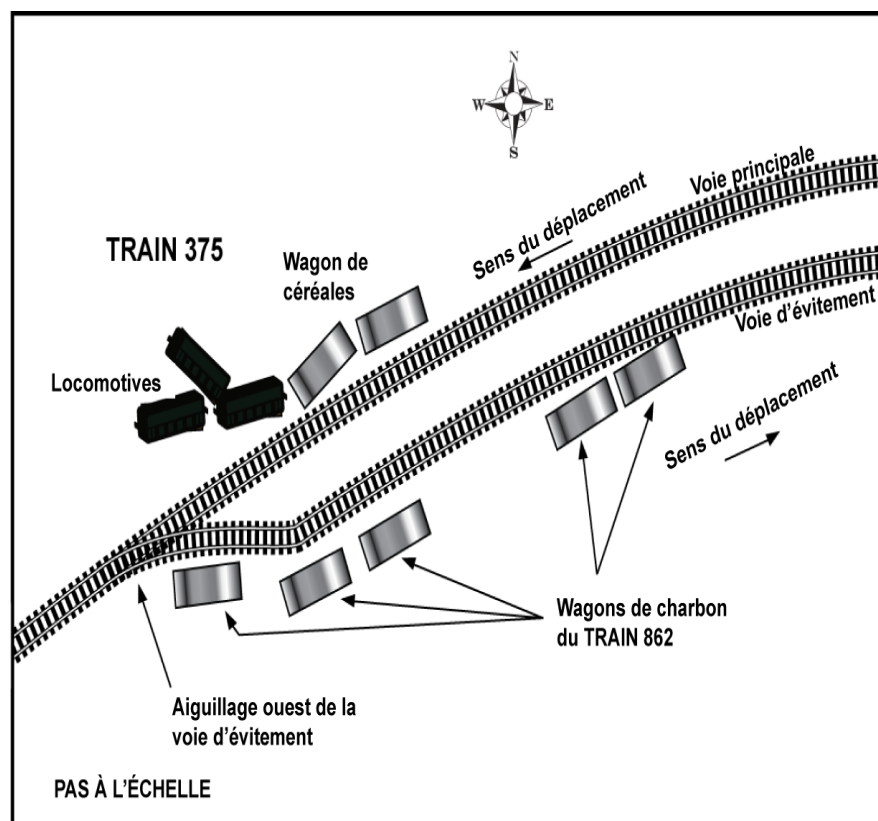 N
W E
S
Voie principale
Sens du déplacement
TRAIN 375
Wagon de
céréales
Voie d'évitement
Locomotives
Sens du déplacement
Wagons de charbon
du TRAIN 862
Aiguillage ouest de la
voie d'évitement
PAS À L'ÉCHELLE